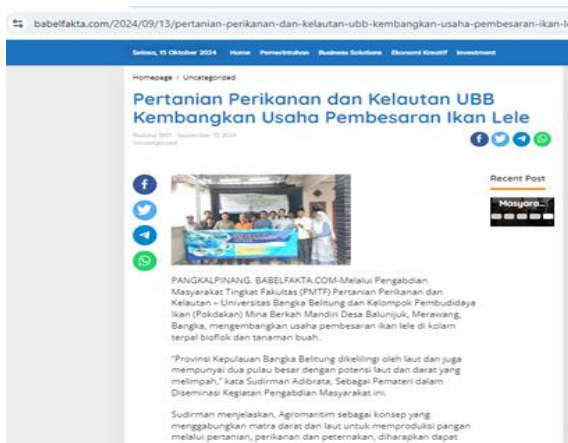 babelfakta.com/2024/09/13/pertanian-perikanan-dan-kelautan-ubb-kembangkan-usaha-pembesaran-ikan-l
Selasa, 15 Oktober 2024 Home Pemerintahan Business Solutions Ekonomi Kreatif Investment
Homepage / Uncategorized
Pertanian Perikanan dan Kelautan UBB
Kembangkan Usaha Pembesaran Ikan Lele
September 13, 2024
Uncategorized
Recent Post
Masyara...
PANGKALPINANG. BABELFAKTA.COM-Melalui Pengabdian
Masyarakat Tingkat Fakultas (PMTF) Pertanian Perikanan dan
Kelautan – Universitas Bangka Belitung dan Kelompok Pembudidaya
Ikan (Pokdakan) Mina Berkah Mandiri Desa Balunijuk, Merawang,
Bangka, mengembangkan usaha pembesaran ikan lele di kolam
terpal bioflok dan tanaman buah.
"Provinsi Kepulauan Bangka Belitung dikelilingi oleh laut dan juga
mempunyai dua pulau besar dengan potensi laut dan darat yang
melimpah," kata Sudirman Adibrata, Sebagai Pemateri dalam
Diseminasi Kegiatan Pengabdian Masyarakat ini.
Sudirman menjelaskan, Agromaritim sebagai konsep yang
menggabungkan matra darat dan laut untuk memproduksi pangan
melalui pertanian, perikanan dan peternakan, diharapkan dapat